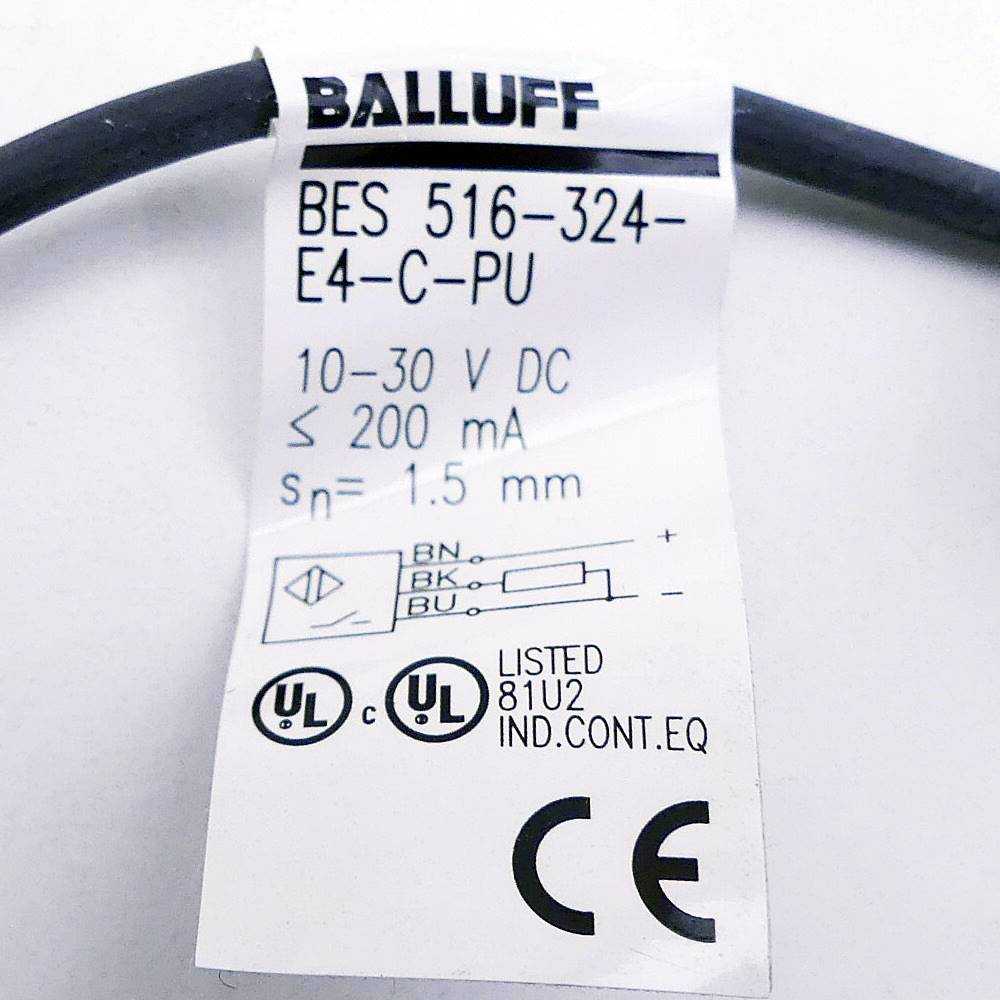 BALLUFF
BES 516-324-
E4-C-PU
10-30 V DC
≤ 200 mA
sn= 1.5 mm
BN +
BK
BU −
UL c UL LISTED
81U2
IND.CONT.EQ
CE